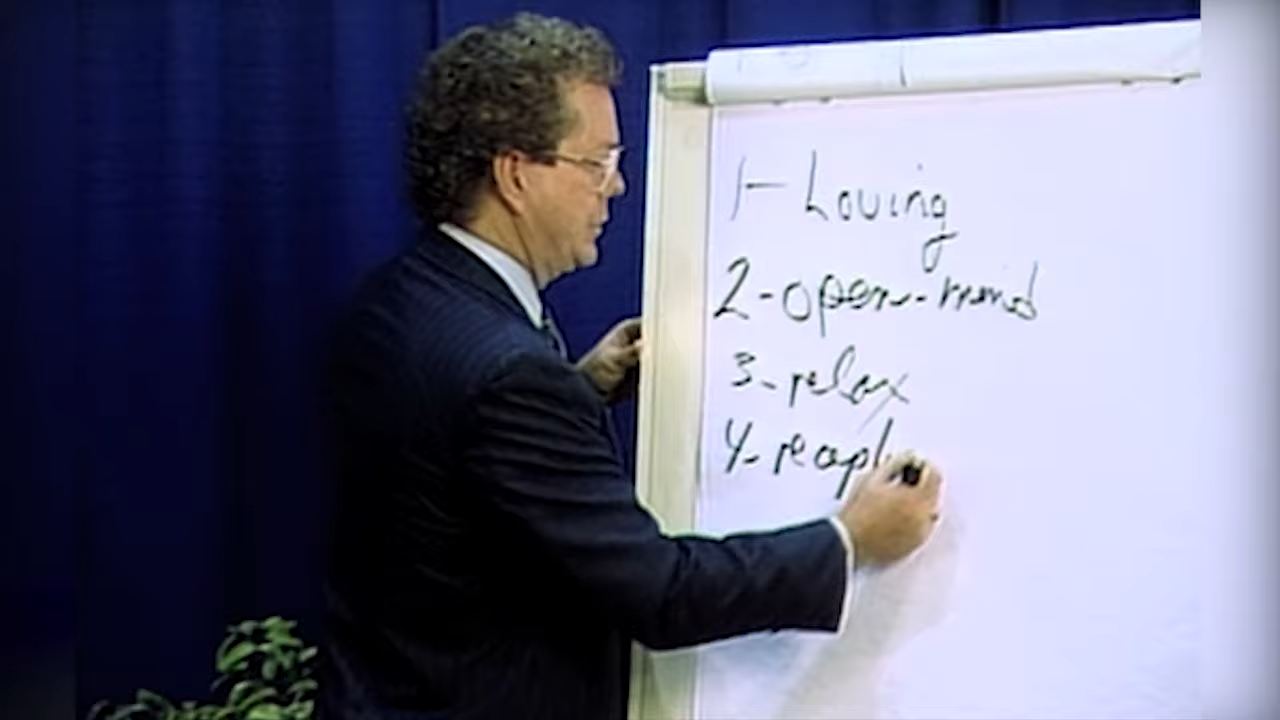 1- Loving
2- open-mind
3- relax
4- peopl